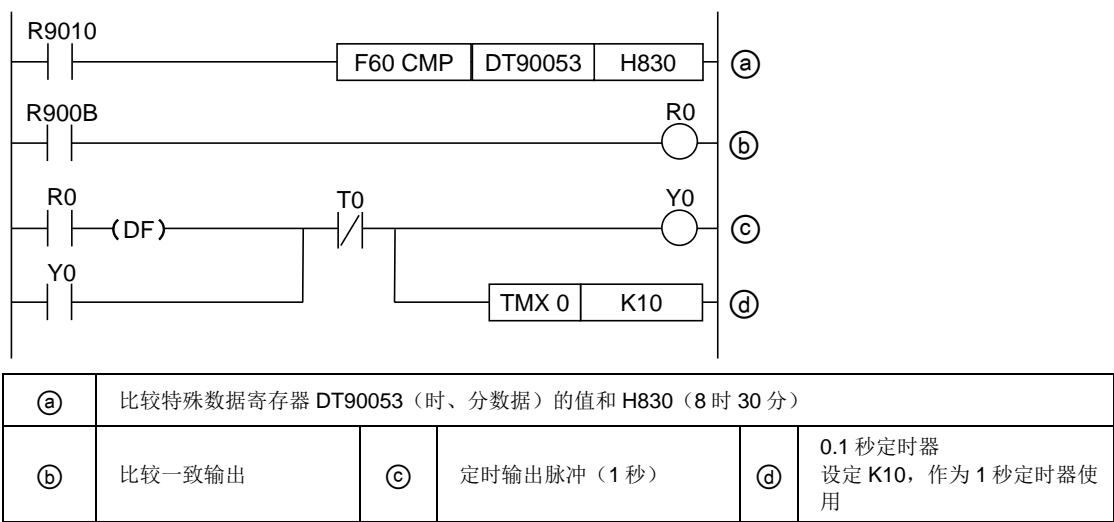 R9010
F60 CMP DT90053 H830 ⓐ
R900B R0
ⓑ
R0 T0 Y0
(DF) ⓒ
Y0
TMX 0 K10 ⓓ
ⓐ 比较特殊数据寄存器 DT90053（时、分数据）的值和 H830（8 时 30 分）
ⓑ 比较一致输出 ⓒ 定时输出脉冲（1 秒） ⓓ 0.1 秒定时器
设定 K10，作为 1 秒定时器使
用